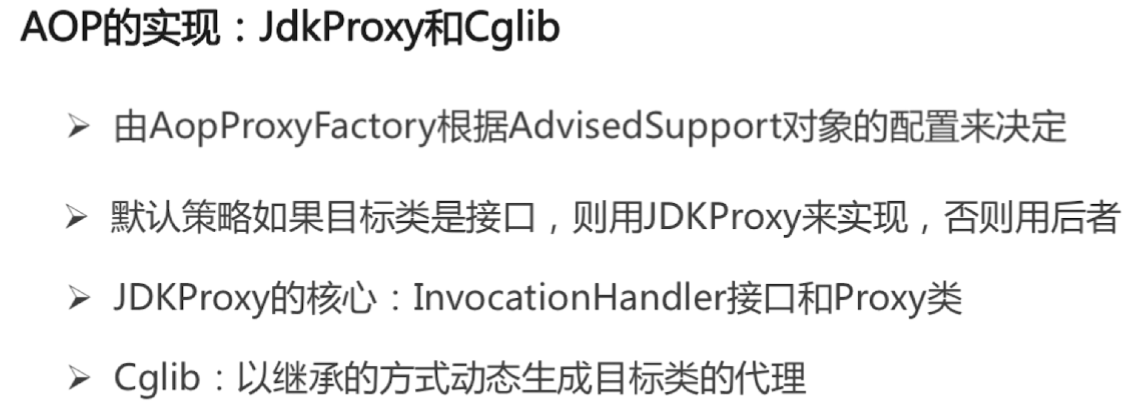 AOP的实现：JdkProxy和Cglib
➢ 由AopProxyFactory根据AdvisedSupport对象的配置来决定
➢ 默认策略如果目标类是接口，则用JDKProxy来实现，否则用后者
➢ JDKProxy的核心：InvocationHandler接口和Proxy类
➢ Cglib：以继承的方式动态生成目标类的代理